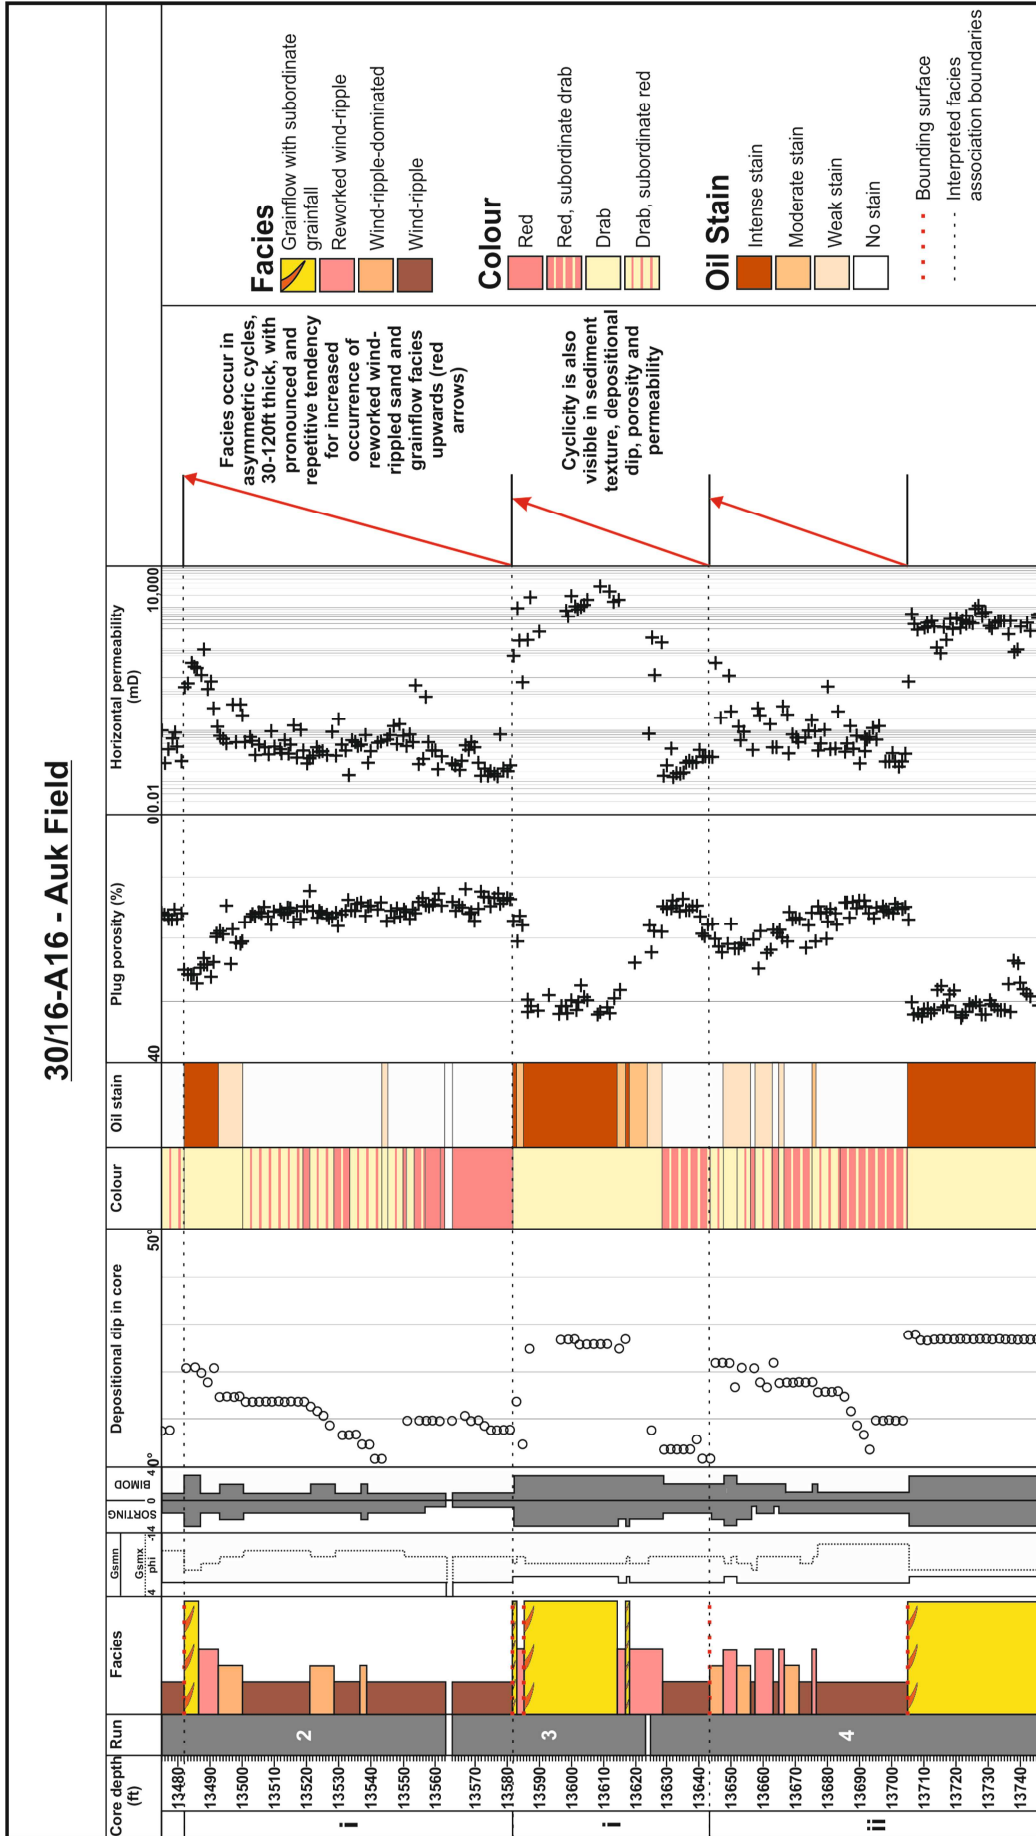 30/16-A16 - Auk Field
Core depth
(ft)
Run
Facies
Gsmn
Gsmx
phi
4
-1
SORTING
BIMOD
4
0
4
Depositional dip in core
0°
50°
Colour
Oil stain
Plug porosity (%)
40
0
Horizontal permeability
(mD)
0.01
10,000
13480
13490
13500
13510
13520
13530
13540
13550
13560
13570
13580
13590
13600
13610
13620
13630
13640
13650
13660
13670
13680
13690
13700
13710
13720
13730
13740
i
i
ii
2
3
4
Facies occur in
asymmetric cycles,
30-120ft thick, with
pronounced and
repetitive tendency
for increased
occurrence of
reworked wind-
rippled sand and
grainflow facies
upwards (red
arrows)
Cyclicity is also
visible in sediment
texture, depositional
dip, porosity and
permeability
Facies
Grainflow with subordinate
grainfall
Reworked wind-ripple
Wind-ripple-dominated
Wind-ripple
Colour
Red
Red, subordinate drab
Drab
Drab, subordinate red
Oil Stain
Intense stain
Moderate stain
Weak stain
No stain
Bounding surface
Interpreted facies
association boundaries